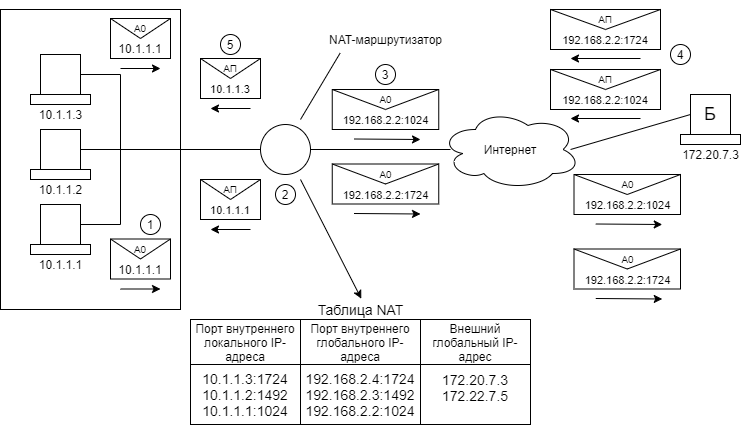 АО
10.1.1.1
10.1.1.3
10.1.1.2
10.1.1.1
1
АО
10.1.1.1
5
АП
10.1.1.3
АП
10.1.1.1
NAT-маршрутизатор
2
3
АО
192.168.2.2:1024
АО
192.168.2.2:1724
Интернет
АП
192.168.2.2:1724
4
АП
192.168.2.2:1024
Б
172.20.7.3
АО
192.168.2.2:1024
АО
192.168.2.2:1724
Таблица NAT
Порт внутреннего
локального IP-
адреса
Порт внутреннего
глобального IP-
адреса
Внешний
глобальный IP-
адрес
10.1.1.3:1724
10.1.1.2:1492
10.1.1.1:1024
192.168.2.4:1724
192.168.2.3:1492
192.168.2.2:1024
172.20.7.3
172.22.7.5